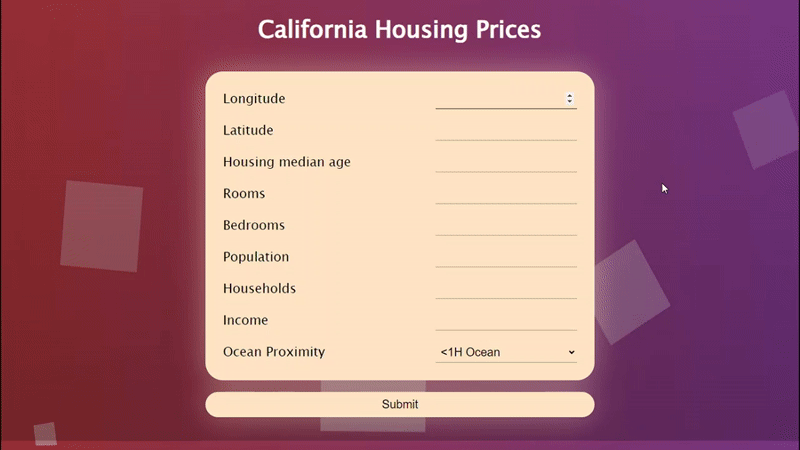 California Housing Prices
Longitude
Latitude
Housing median age
Rooms
Bedrooms
Population
Households
Income
Ocean Proximity <1H Ocean
Submit